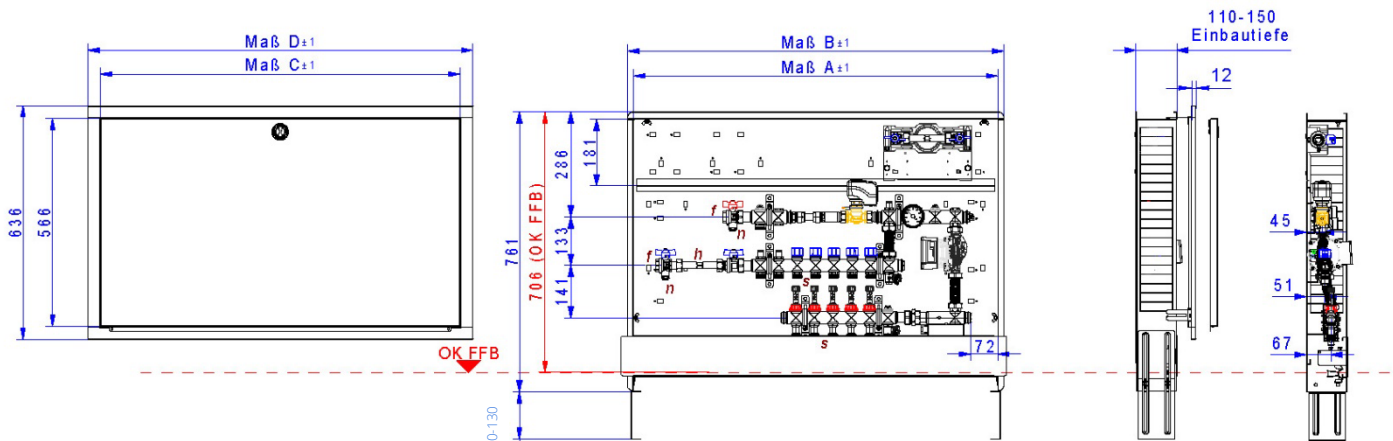 Maß D±1
Maß C±1
636
566
OK FFB
Maß B±1
Maß A±1
761
706 (OK FFB)
286
181
133
141
0-130
f
n
f
h
n
s
s
72
110-150
Einbautiefe
12
45
51
67